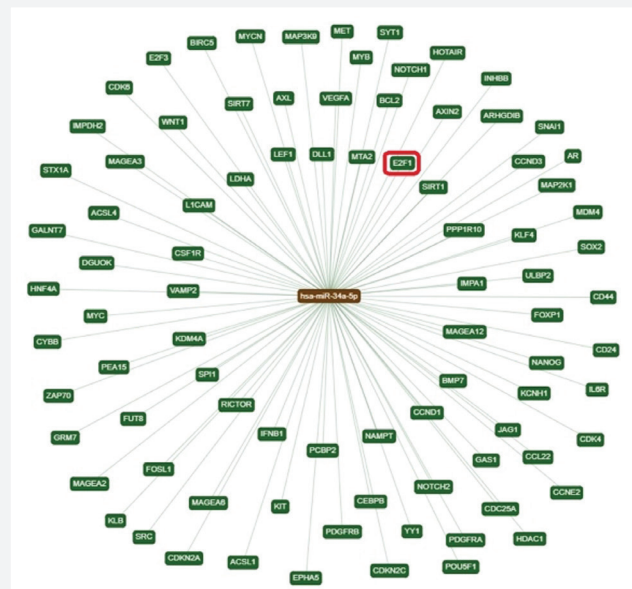 MET
SYT1
MYCN
MAP3K9
BIRC5
HOTAIR
E2F3
MYB
NOTCH1
INHBB
CDK6
SIRT7
AXL
VEGFA
BCL2
AXIN2
ARHGDIB
WNT1
IMPDH2
SNAI1
LEF1
DLL1
MTA2
E2F1
CCND3
AR
MAGEA3
STX1A
LDHA
SIRT1
MAP2K1
L1CAM
ACSL4
MDM4
GALNT7
PPP1R10
KLF4
SOX2
CSF1R
DGUOK
ULBP2
IMPA1
HNF4A
VAMP2
hsa-miR-34a-5p
CD44
MYC
FOXP1
CYBB
KDM4A
MAGEA12
CD24
PEA15
SPI1
NANOG
ZAP70
BMP7
KCNH1
IL6R
RICTOR
CCND1
FUT8
JAG1
GRM7
IFNB1
NAMPT
CDK4
PCBP2
CCL22
GAS1
FOSL1
MAGEA2
NOTCH2
CCNE2
MAGEA6
KIT
CEBPB
CDC25A
KLB
SRC
PDGFRB
YY1
PDGFRA
HDAC1
CDKN2A
ACSL1
POU5F1
EPHA5
CDKN2C